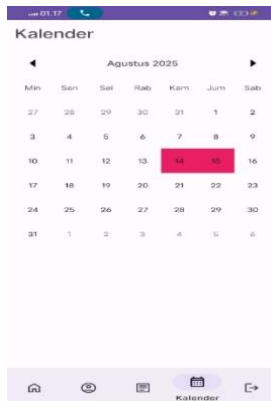 01.17
Kalender
Agustus 2025
Min Sen Sel Rab Kam Jum Sab
27 28 29 30 31 1 2
3 4 5 6 7 8 9
10 11 12 13 14 15 16
17 18 19 20 21 22 23
24 25 26 27 28 29 30
31 1 2 3 4 5 6
Kalender